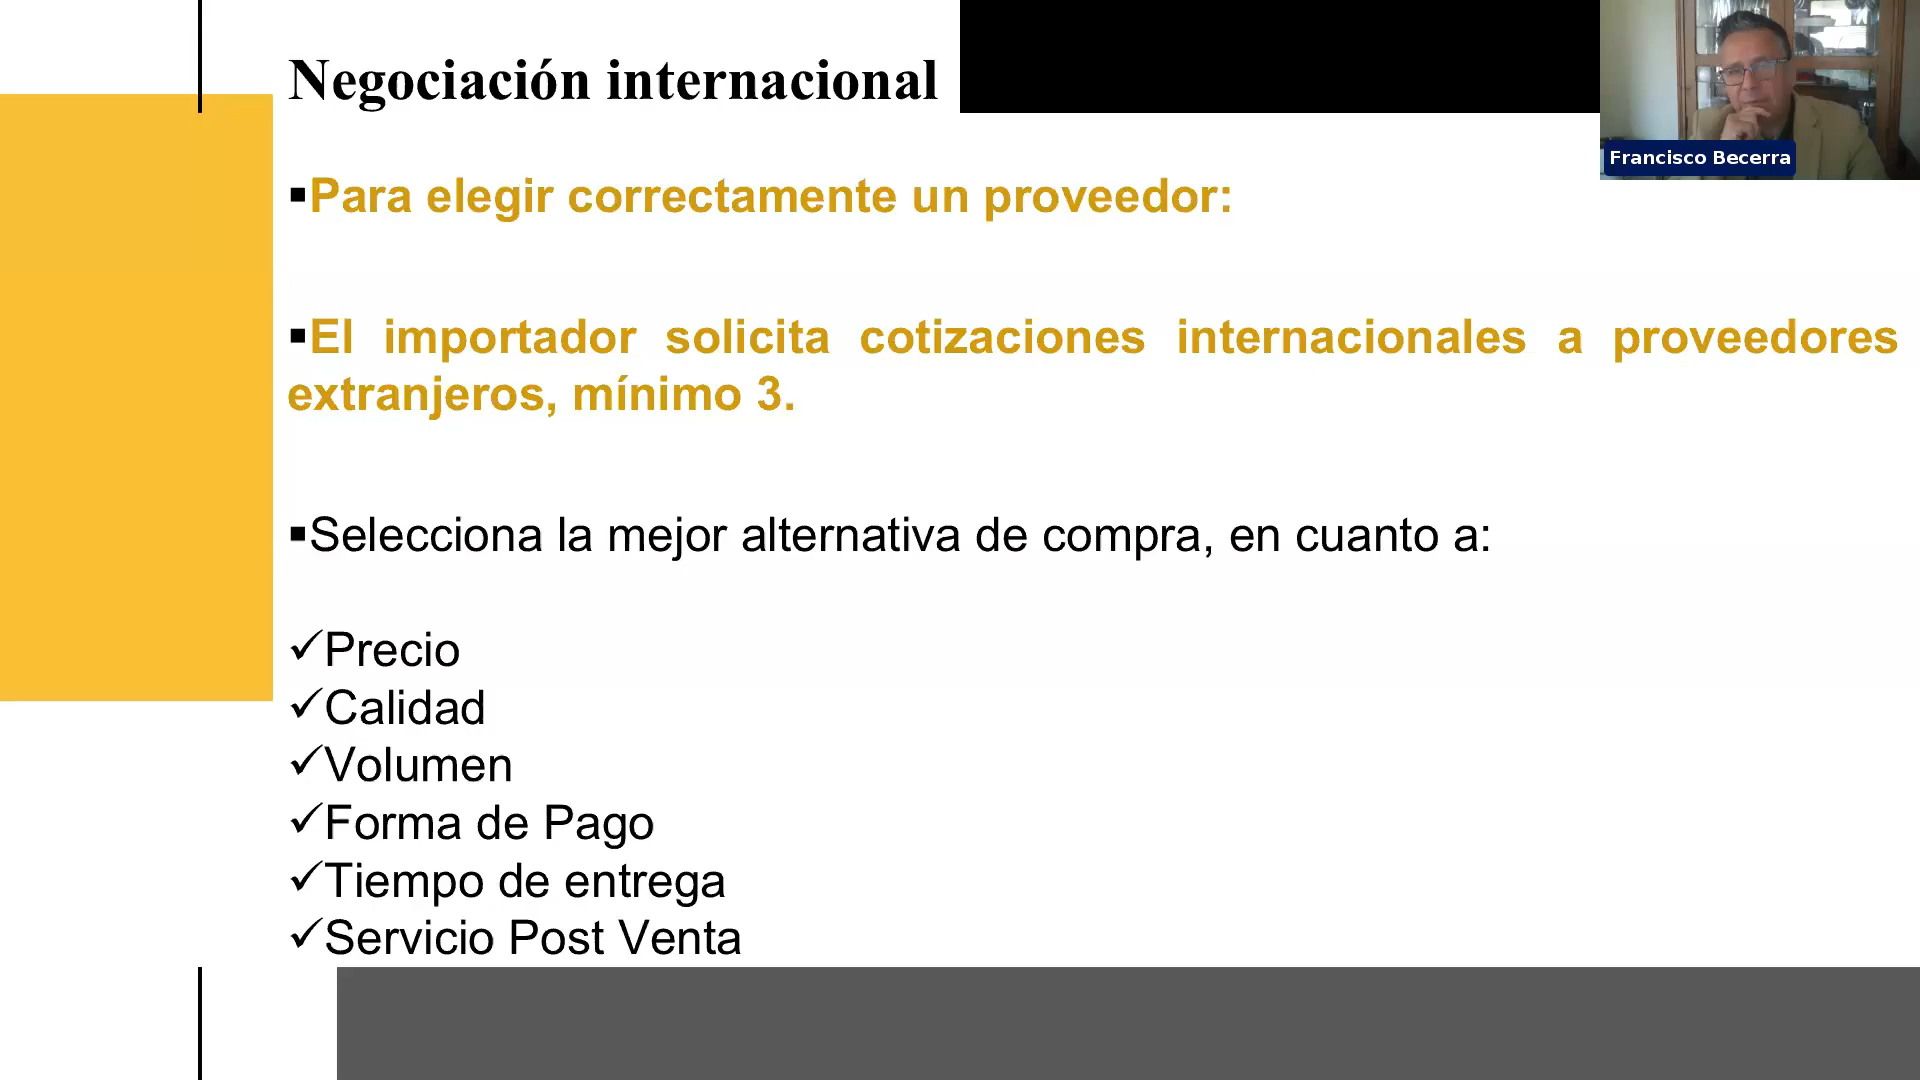 Negociación internacional
Francisco Becerra
▪Para elegir correctamente un proveedor:
▪El importador solicita cotizaciones internacionales a proveedores
extranjeros, mínimo 3.
▪Selecciona la mejor alternativa de compra, en cuanto a:
✓Precio
✓Calidad
✓Volumen
✓Forma de Pago
✓Tiempo de entrega
✓Servicio Post Venta